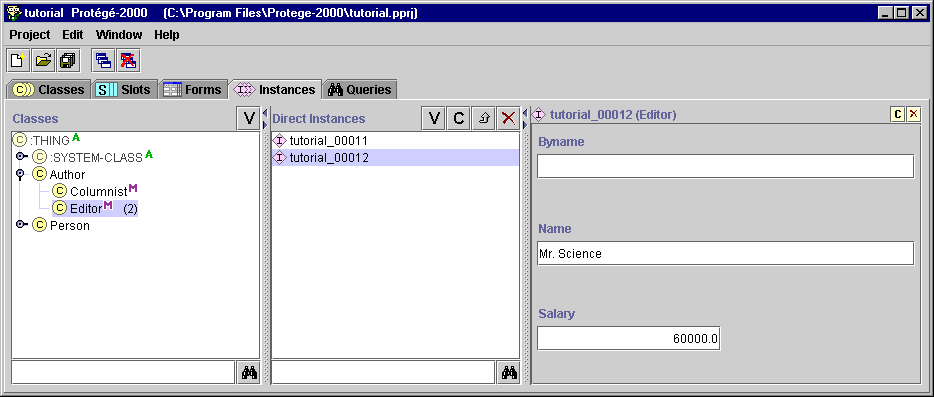 tutorial Protégé-2000 (C:\Program Files\Protege-2000\tutorial.pprj)
Project Edit Window Help
C Classes S Slots Forms I Instances Queries
Classes V
Direct Instances V C
tutorial_00012 (Editor) C
C :THING A
C :SYSTEM-CLASS A
C Author
C Columnist M
C Editor M (2)
C Person
I tutorial_00011
I tutorial_00012
Byname
Name
Mr. Science
Salary
60000.0